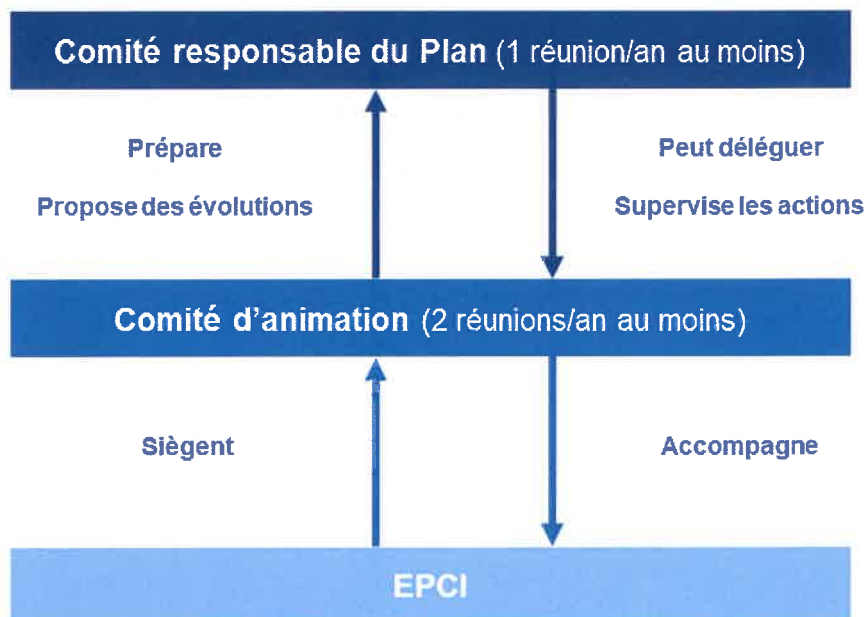 Comité responsable du Plan (1 réunion/an au moins)
Prépare
Peut déléguer
Propose des évolutions
Supervise les actions
Comité d'animation (2 réunions/an au moins)
Siègent
Accompagne
EPCI